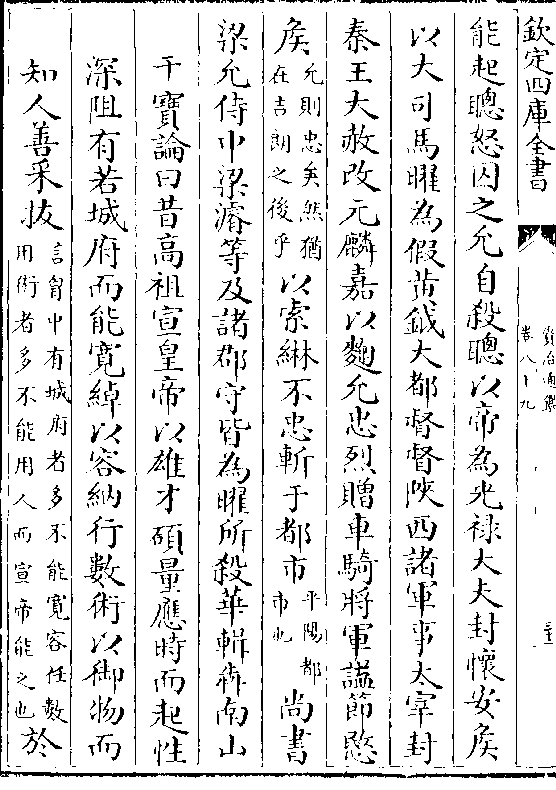 欽定四庫全書
資治通鑑
卷八十九
能起聰怒囚之允自殺聰以帝為光禄大夫封懷安矦
以大司馬曜為假黄鉞大都督督陜西諸軍事太宰封
秦王大赦改元麟嘉以麴允忠烈贈車騎將軍諡節愍
矦允則忠矣然猶在吉朗之後乎以索綝不忠斬于都市平陽都市也尚書
梁允侍中梁濬等及諸郡守皆為曜所殺華輯犇南山
干寶論曰昔高祖宣皇帝以雄才碩量應時而起性
深阻有若城府而能寛綽以容納行數術以御物而
知人善采拔言胷中有城府者多不能寛容任數用術者多不能用人而宣帝能之也於